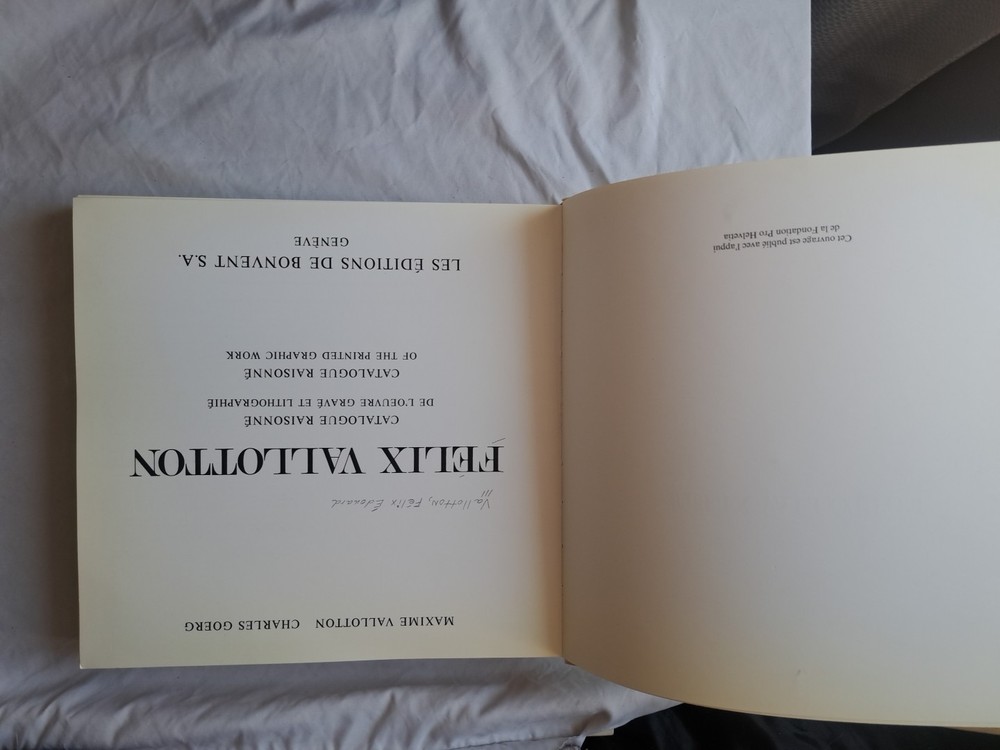 Cet ouvrage est publié avec l'appui
de la Fondation Pro Helvetia
MAXIME VALLOTTON CHARLES GOERG
Vallotton, Félix Édouard
FÉLIX VALLOTTON
CATALOGUE RAISONNÉ
DE L'OEUVRE GRAVÉ ET LITHOGRAPHIÉ
CATALOGUE RAISONNÉ
OF THE PRINTED GRAPHIC WORK
LES ÉDITIONS DE BONVENT S.A.
GENÈVE